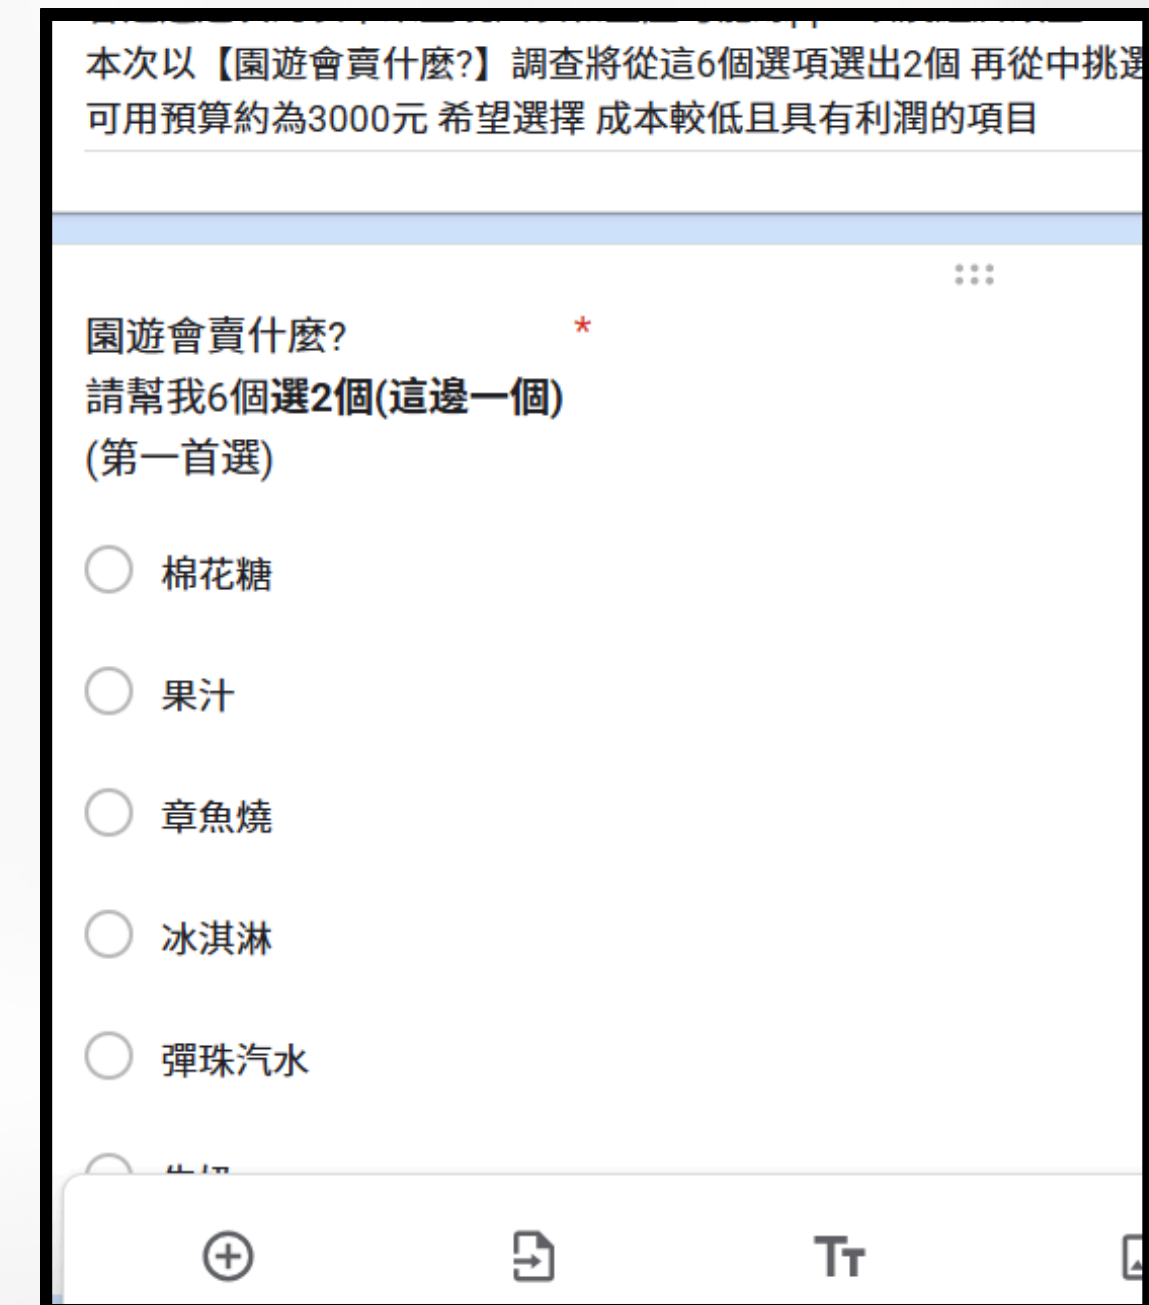 本次以【園遊會賣什麼?】調查將從這6個選項選出2個 再從中挑選
可用預算約為3000元 希望選擇 成本較低且具有利潤的項目
園遊會賣什麼? *
請幫我6個選2個(這邊一個)
(第一首選)
棉花糖
果汁
章魚燒
冰淇淋
彈珠汽水